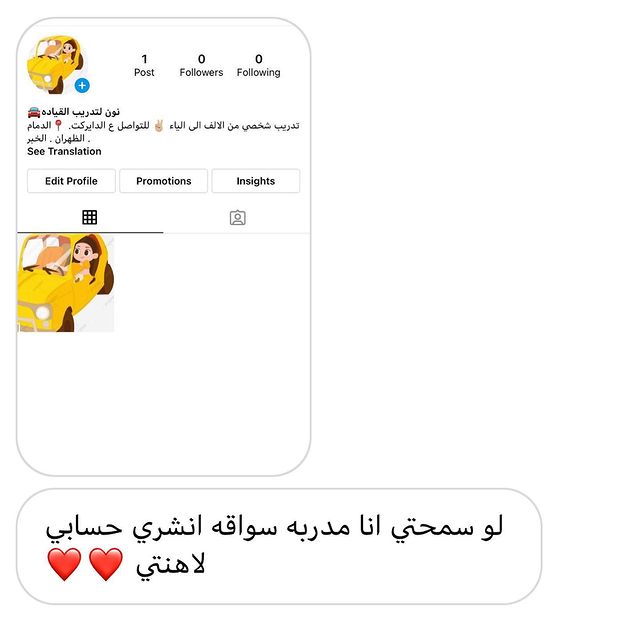 1 0 0
Post Followers Following
نون لتدريب القياده🚘
تدريب شخصي من الالف الى الياء ✌🏼 للتواصل ع الدايركت. 📍الدمام
. الظهران . الخبر
See Translation
Edit Profile Promotions Insights
لو سمحتي انا مدربه سواقه انشري حسابي
لاهنتي ❤️❤️